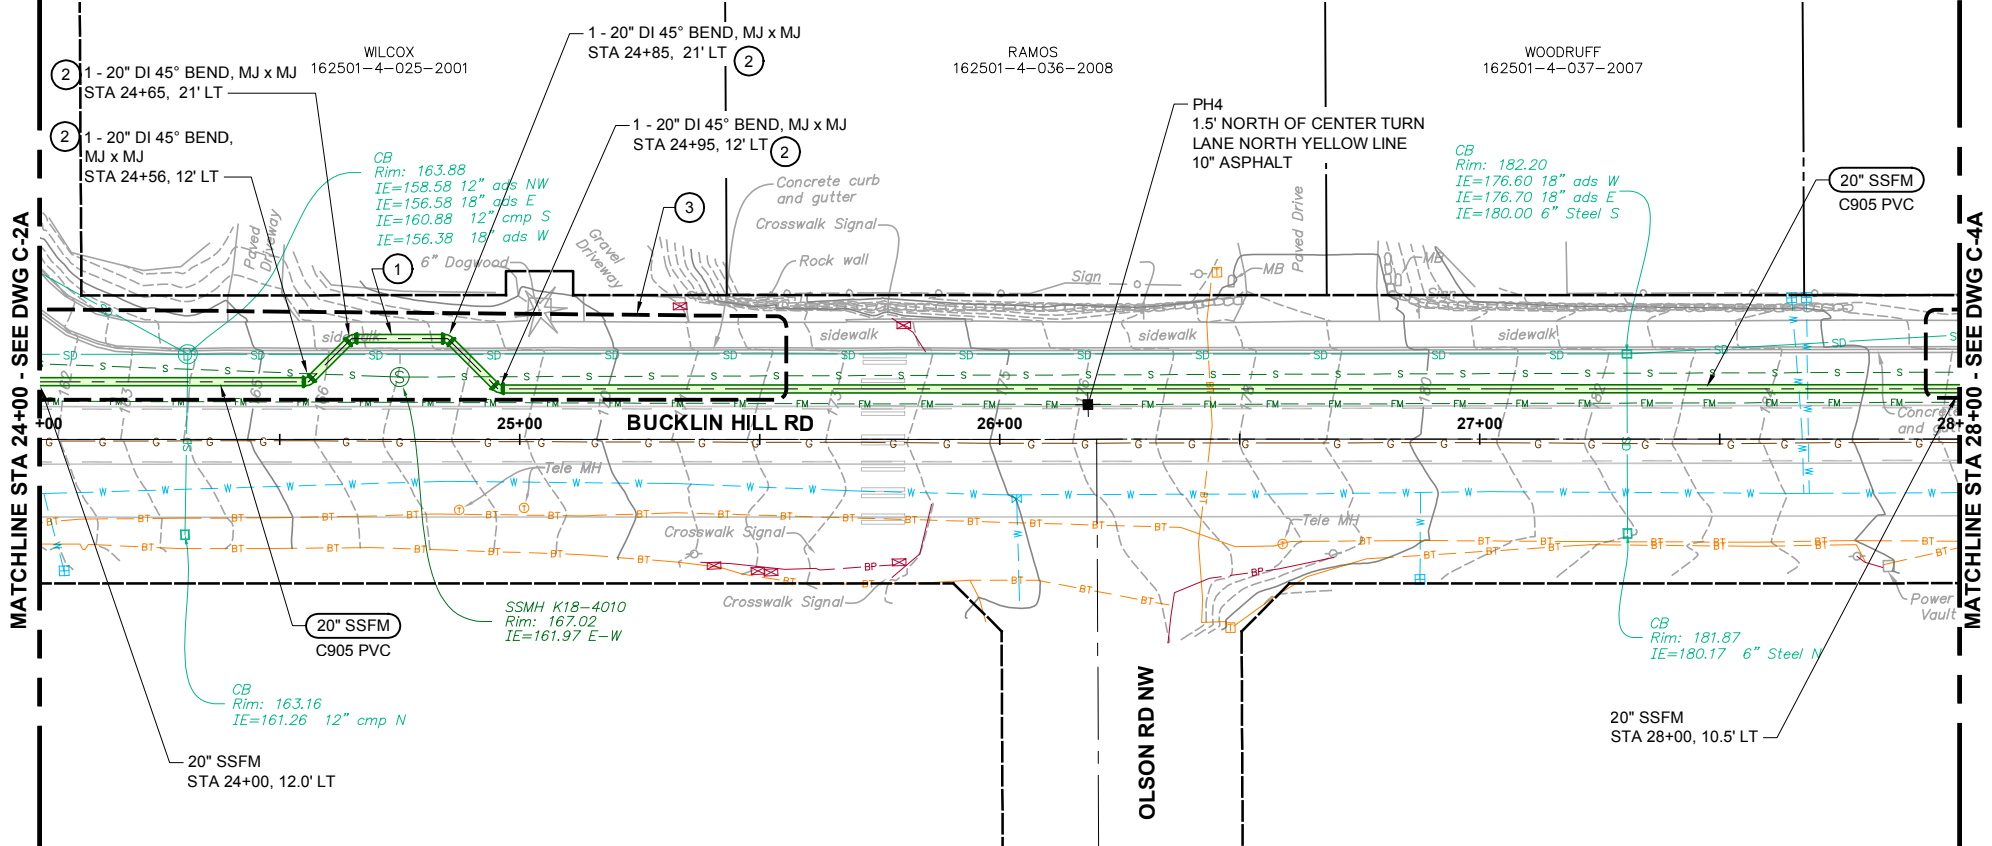 MATCHLINE STA 24+00 - SEE DWG C-2A
WILCOX
162501-4-025-2001
RAMOS
162501-4-036-2008
WOODRUFF
162501-4-037-2007
2
1 - 20" DI 45° BEND, MJ x MJ
STA 24+65, 21' LT
2
1 - 20" DI 45° BEND,
MJ x MJ
STA 24+56, 12' LT
1 - 20" DI 45° BEND, MJ x MJ
STA 24+85, 21' LT
2
1 - 20" DI 45° BEND, MJ x MJ
STA 24+95, 12' LT
2
CB
Rim: 163.88
IE=158.58 12" ads NW
IE=156.58 18" ads E
IE=160.88 12" cmp S
IE=156.38 18" ads W
PH4
1.5' NORTH OF CENTER TURN
LANE NORTH YELLOW LINE
10" ASPHALT
CB
Rim: 182.20
IE=176.60 18" ads W
IE=176.70 18" ads E
IE=180.00 6" Steel S
20" SSFM
C905 PVC
3
1
6" Dogwood
Paved
Driveway
Gravel
Driveway
Concrete curb
and gutter
Crosswalk Signal
Rock wall
Sign
MB
Paved Drive
MB
Sign
sidewalk
sidewalk
sidewalk
sidewalk
+00
25+00
BUCKLIN HILL RD
26+00
27+00
28+
Tele MH
Crosswalk Signal
Crosswalk Signal
Tele MH
Power
Vault
SSMH K18-4010
Rim: 167.02
IE=161.97 E-W
20" SSFM
C905 PVC
CB
Rim: 163.16
IE=161.26 12" cmp N
20" SSFM
STA 24+00, 12.0' LT
OLSON RD NW
CB
Rim: 181.87
IE=180.17 6" Steel N
20" SSFM
STA 28+00, 10.5' LT
MATCHLINE STA 28+00 - SEE DWG C-4A